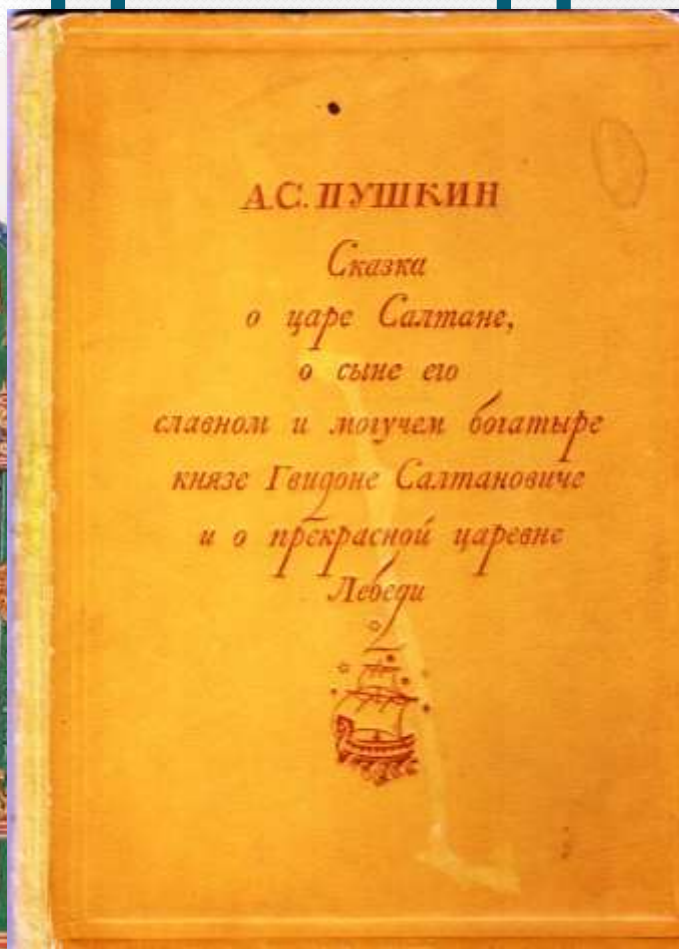 А.С. ПУШКИН
Сказка
о царе Салтане,
о сыне его
славном и могучем богатыре
князе Гвидоне Салтановиче
и о прекрасной царевне
Лебеди